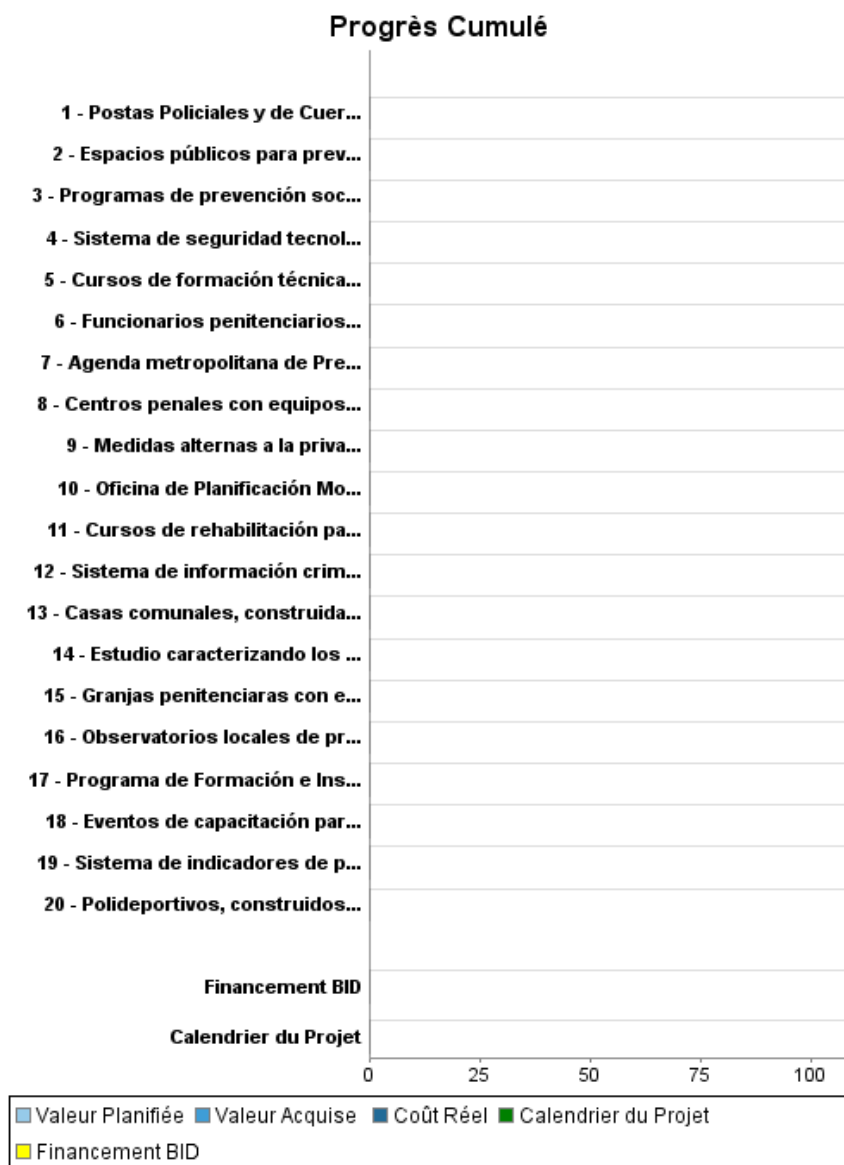 Progrès Cumulé
1 - Postas Policiales y de Cuer...
2 - Espacios públicos para prev...
3 - Programas de prevención soc...
4 - Sistema de seguridad tecnol...
5 - Cursos de formación técnica...
6 - Funcionarios penitenciarios...
7 - Agenda metropolitana de Pre...
8 - Centros penales con equipos...
9 - Medidas alternas a la priva...
10 - Oficina de Planificación Mo...
11 - Cursos de rehabilitación pa...
12 - Sistema de información crim...
13 - Casas comunales, construida...
14 - Estudio caracterizando los ...
15 - Granjas penitenciaras con e...
16 - Observatorios locales de pr...
17 - Programa de Formación e Ins...
18 - Eventos de capacitación par...
19 - Sistema de indicadores de p...
20 - Polideportivos, construidos...
Financement BID
Calendrier du Projet
0 25 50 75 100
Valeur Planifiée Valeur Acquise Coût Réel Calendrier du Projet
Financement BID